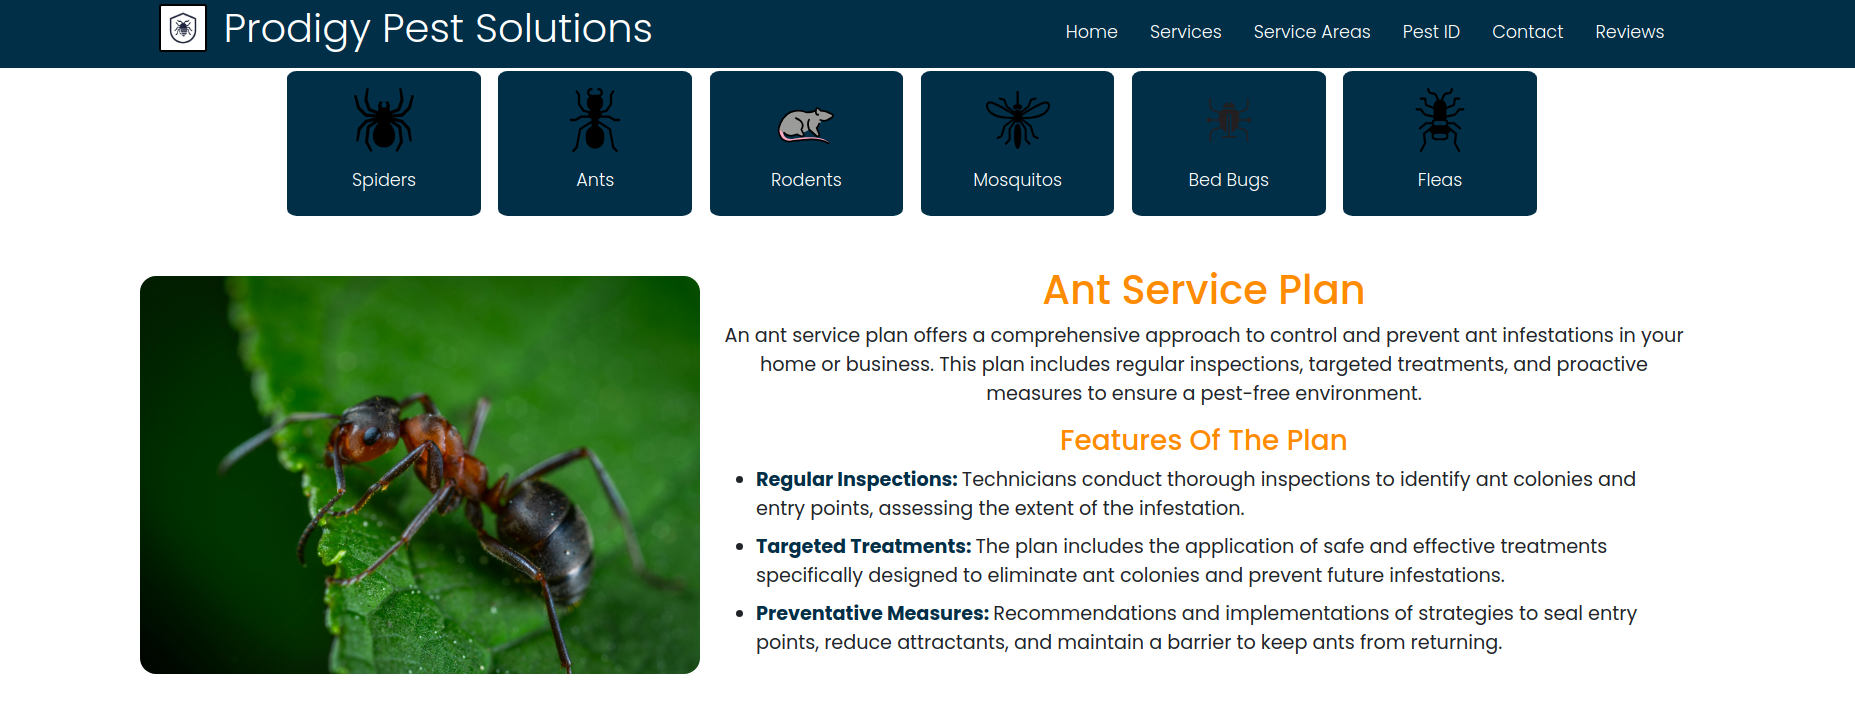 Prodigy Pest Solutions
Home Services Service Areas Pest ID Contact Reviews
Spiders Ants Rodents Mosquitos Bed Bugs Fleas
Ant Service Plan
An ant service plan offers a comprehensive approach to control and prevent ant infestations in your
home or business. This plan includes regular inspections, targeted treatments, and proactive
measures to ensure a pest-free environment.
Features Of The Plan
• Regular Inspections: Technicians conduct thorough inspections to identify ant colonies and
entry points, assessing the extent of the infestation.
• Targeted Treatments: The plan includes the application of safe and effective treatments
specifically designed to eliminate ant colonies and prevent future infestations.
• Preventative Measures: Recommendations and implementations of strategies to seal entry
points, reduce attractants, and maintain a barrier to keep ants from returning.